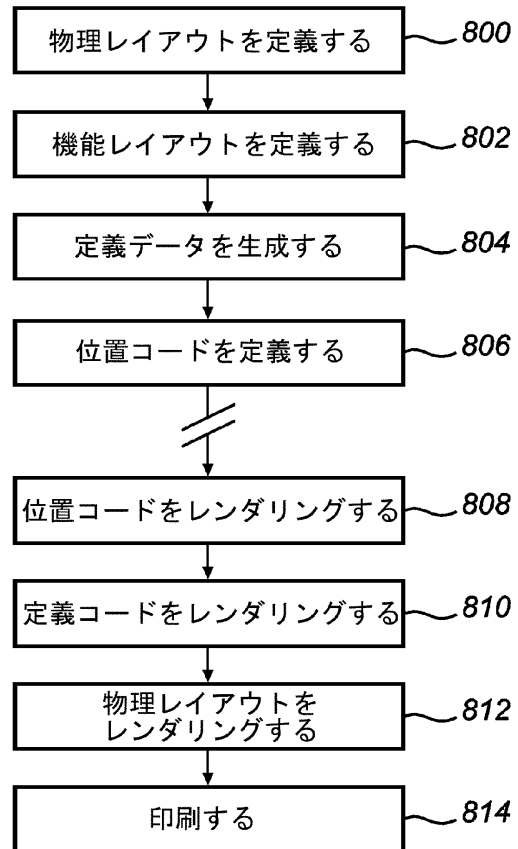 物理レイアウトを定義する
800
機能レイアウトを定義する
802
定義データを生成する
804
位置コードを定義する
806
位置コードをレンダリングする
808
定義コードをレンダリングする
810
物理レイアウトを
レンダリングする
812
印刷する
814